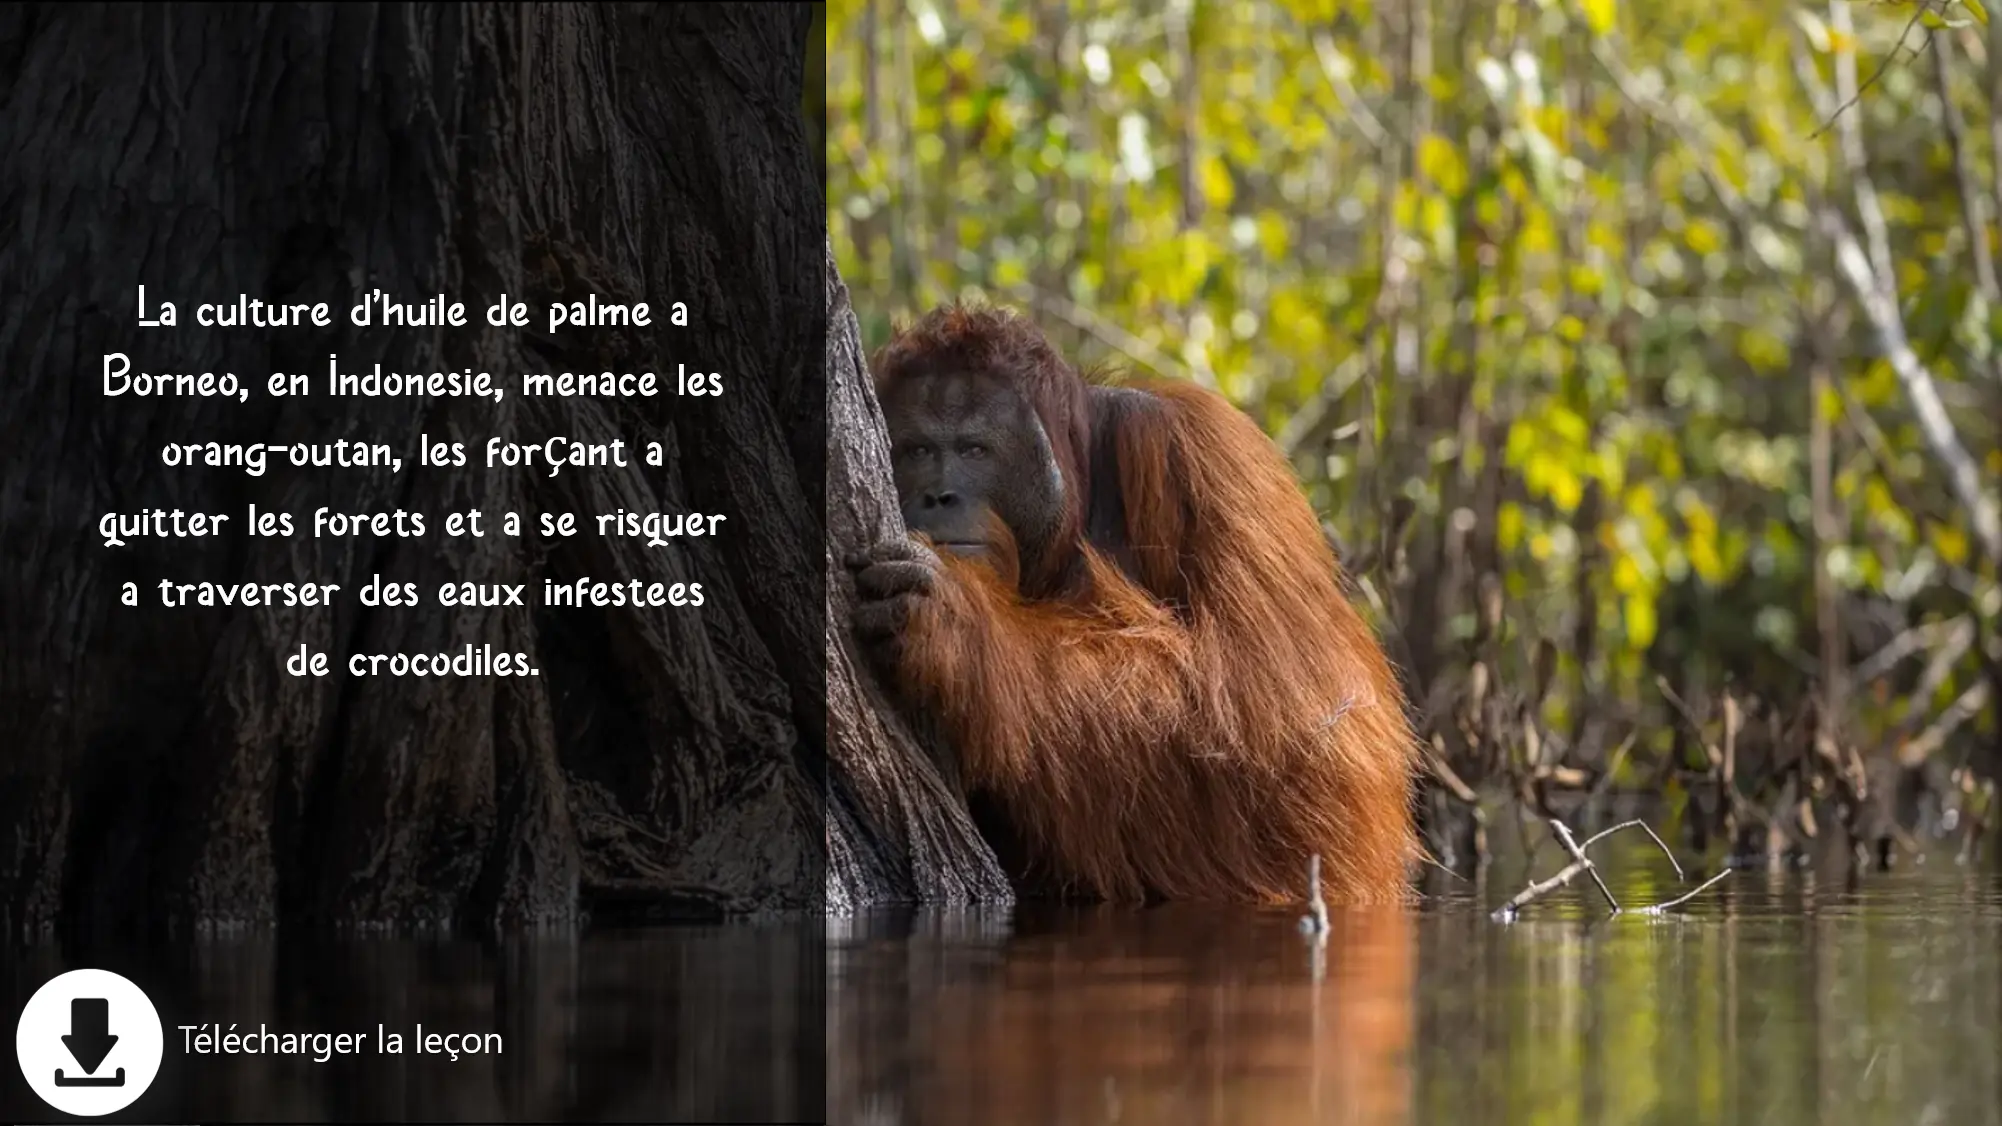 La culture d'huile de palme a
Borneo, en İndonesie, menace les
orang-outan, les forÇant a
quitter les forets et a se risquer
a traverser des eaux infestees
de crocodiles.
Télécharger la leçon